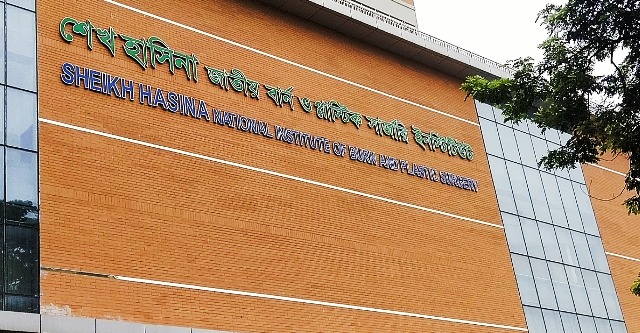 শেখ হাসিনা জাতীয় বার্ন ও প্লাস্টিক সার্জারি ইনস্টিটিউট
SHEIKH HASINA NATIONAL INSTITUTE OF BURN AND PLASTIC SURGERY